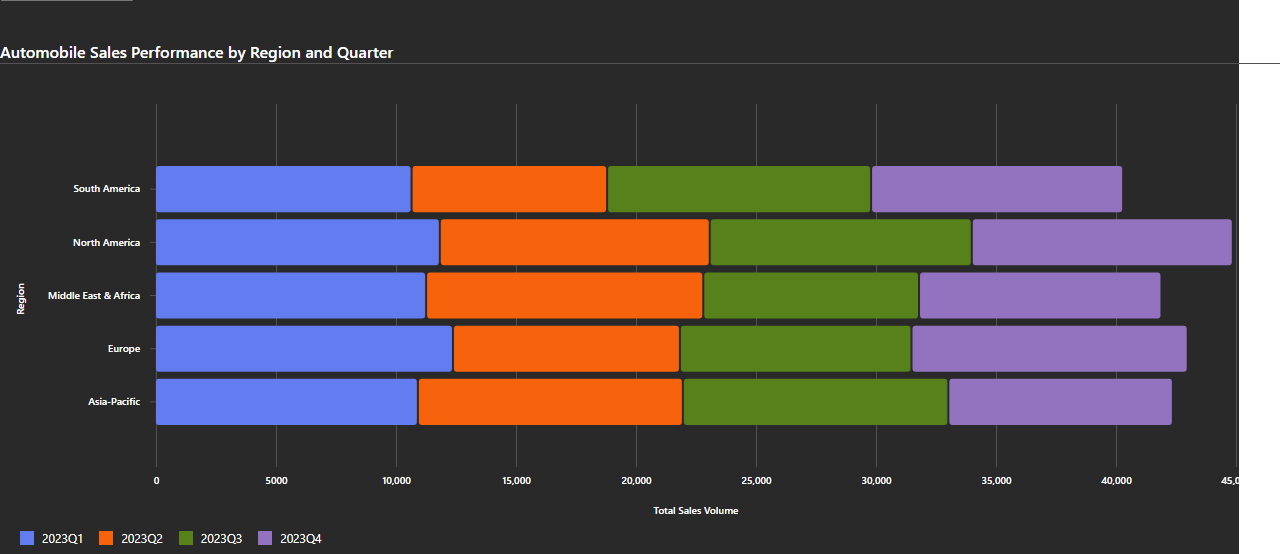 Automobile Sales Performance by Region and Quarter
South America
North America
Middle East & Africa
Europe
Asia-Pacific
Region
0 5000 10,000 15,000 20,000 25,000 30,000 35,000 40,000 45,0
Total Sales Volume
2023Q1 2023Q2 2023Q3 2023Q4